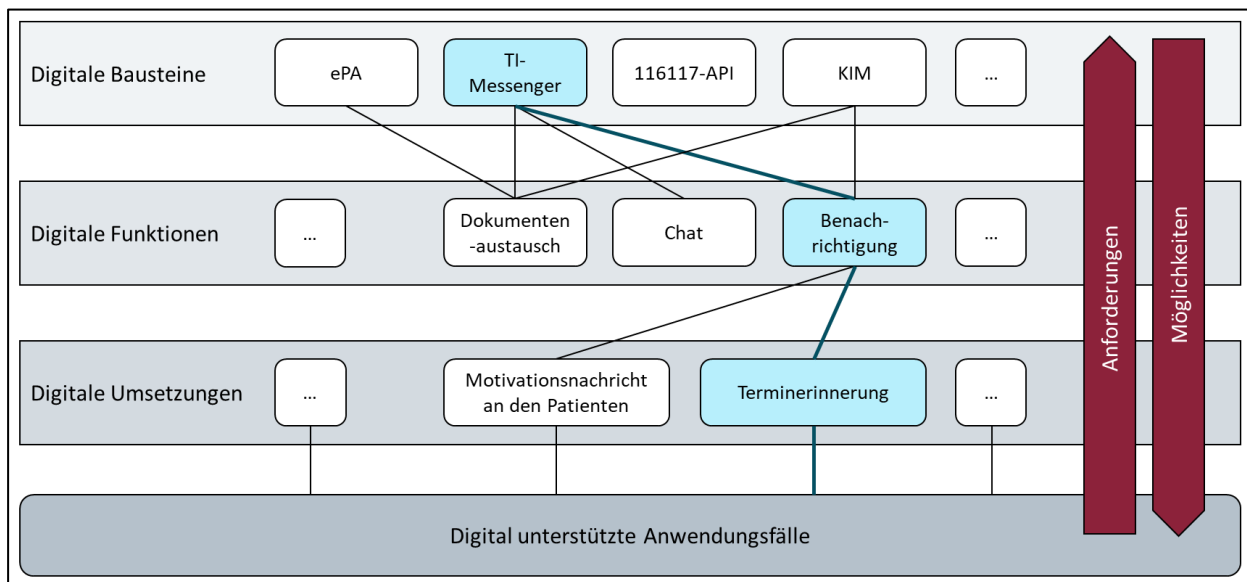 Digitale Bausteine
ePA
TI-
Messenger
116117-API
KIM
...
Digitale Funktionen
...
Dokumenten
-austausch
Chat
Benach-
richtigung
...
Digitale Umsetzungen
...
Motivationsnachricht
an den Patienten
Terminerinnerung
...
Digital unterstützte Anwendungsfälle
Anforderungen
Möglichkeiten